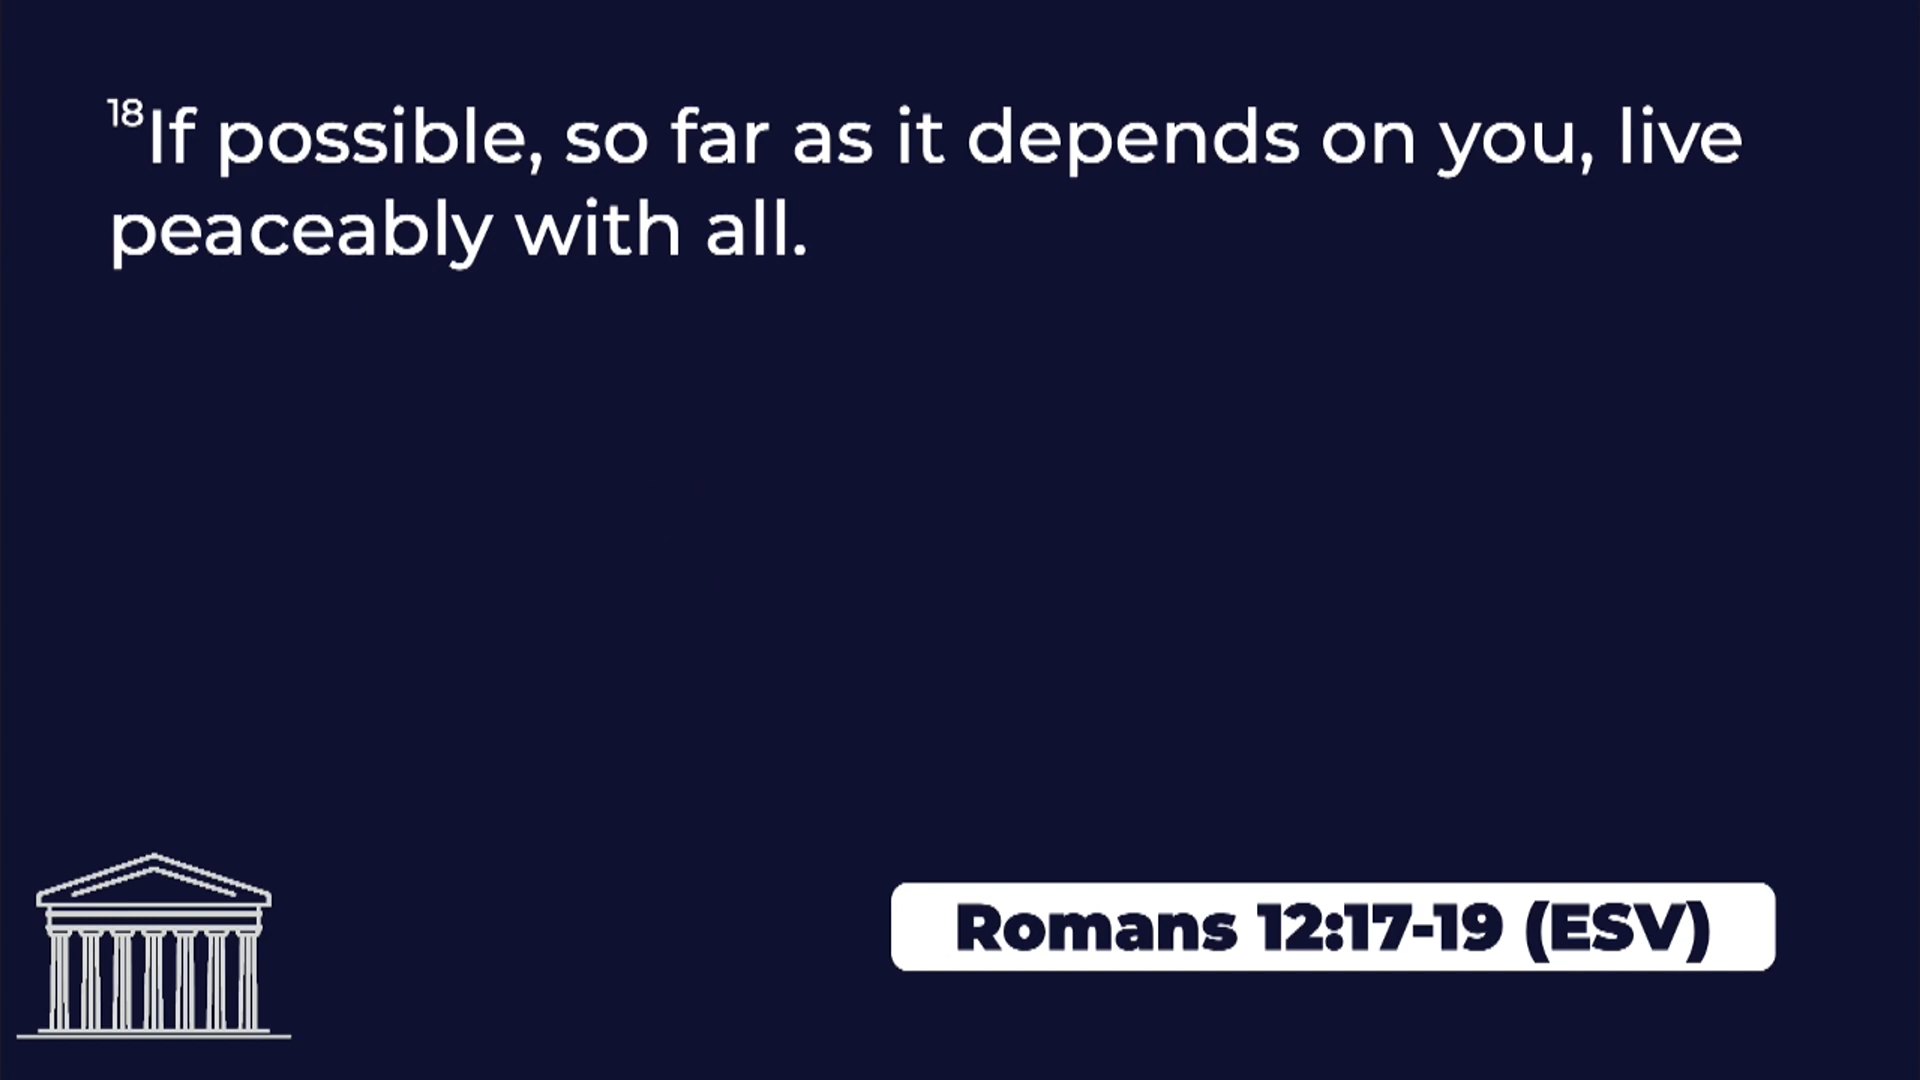 18If possible, so far as it depends on you, live
peaceably with all.
Romans 12:17-19 (ESV)